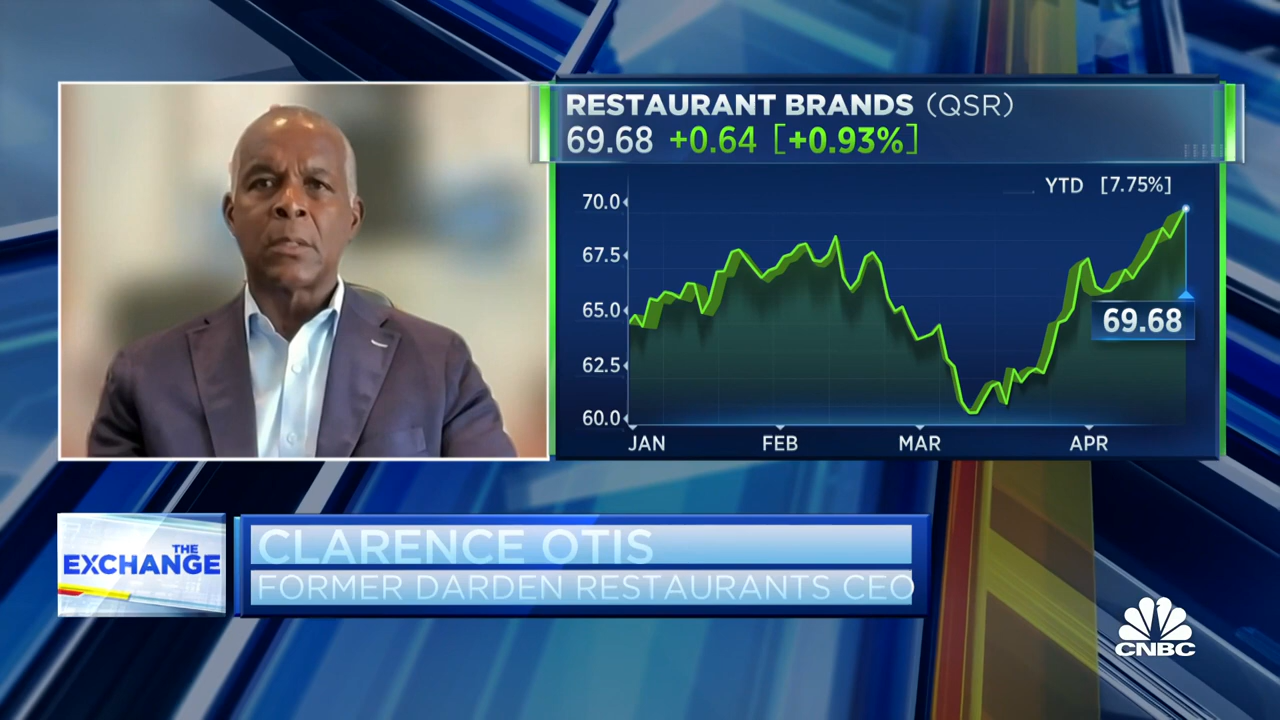 RESTAURANT BRANDS (QSR)
69.68 +0.64 [+0.93%]
YTD [7.75%]
70.0
67.5
65.0
62.5
60.0
69.68
JAN FEB MAR APR
THE
EXCHANGE
CLARENCE OTIS
FORMER DARDEN RESTAURANTS CEO
CNBC